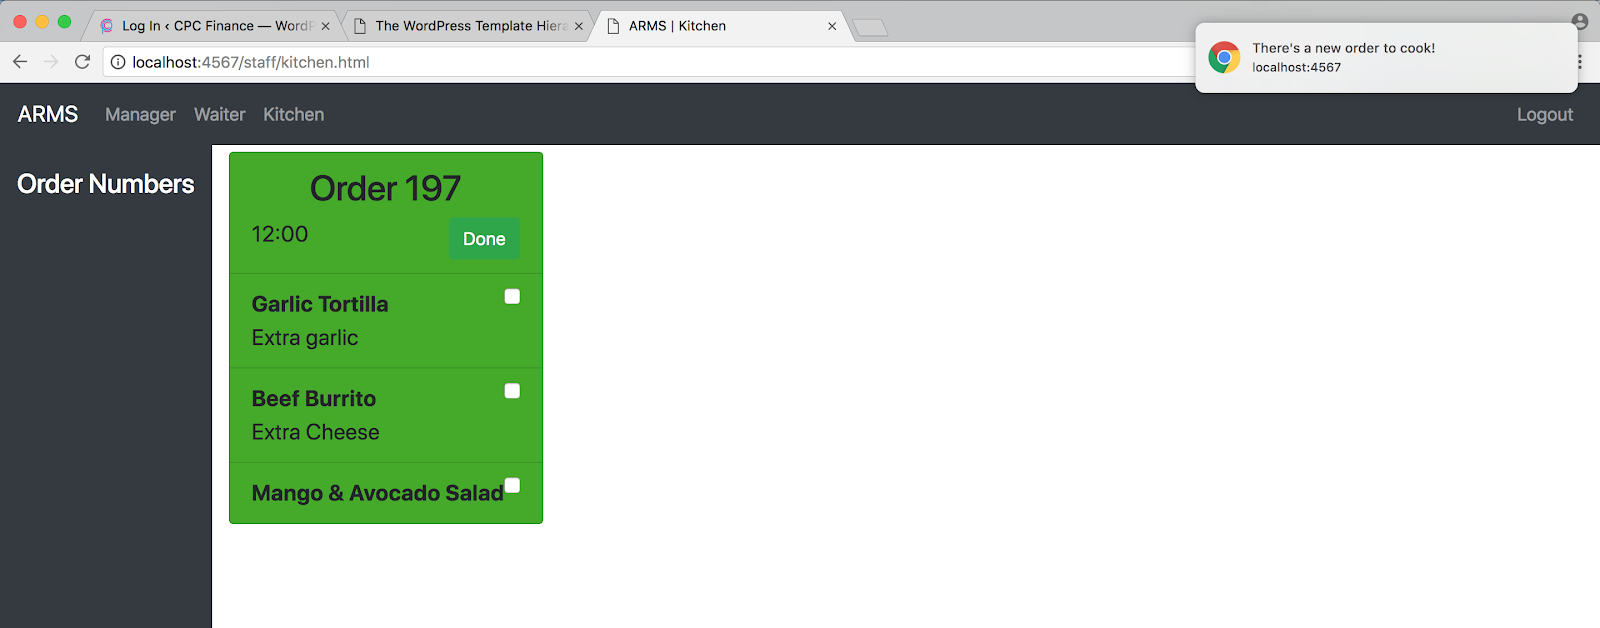 Log In ‹ CPC Finance — WordP
The WordPress Template Hiera
ARMS | Kitchen
There's a new order to cook!
localhost:4567
localhost:4567/staff/kitchen.html
ARMS Manager Waiter Kitchen Logout
Order Numbers
Order 197
12:00 Done
Garlic Tortilla
Extra garlic
Beef Burrito
Extra Cheese
Mango & Avocado Salad